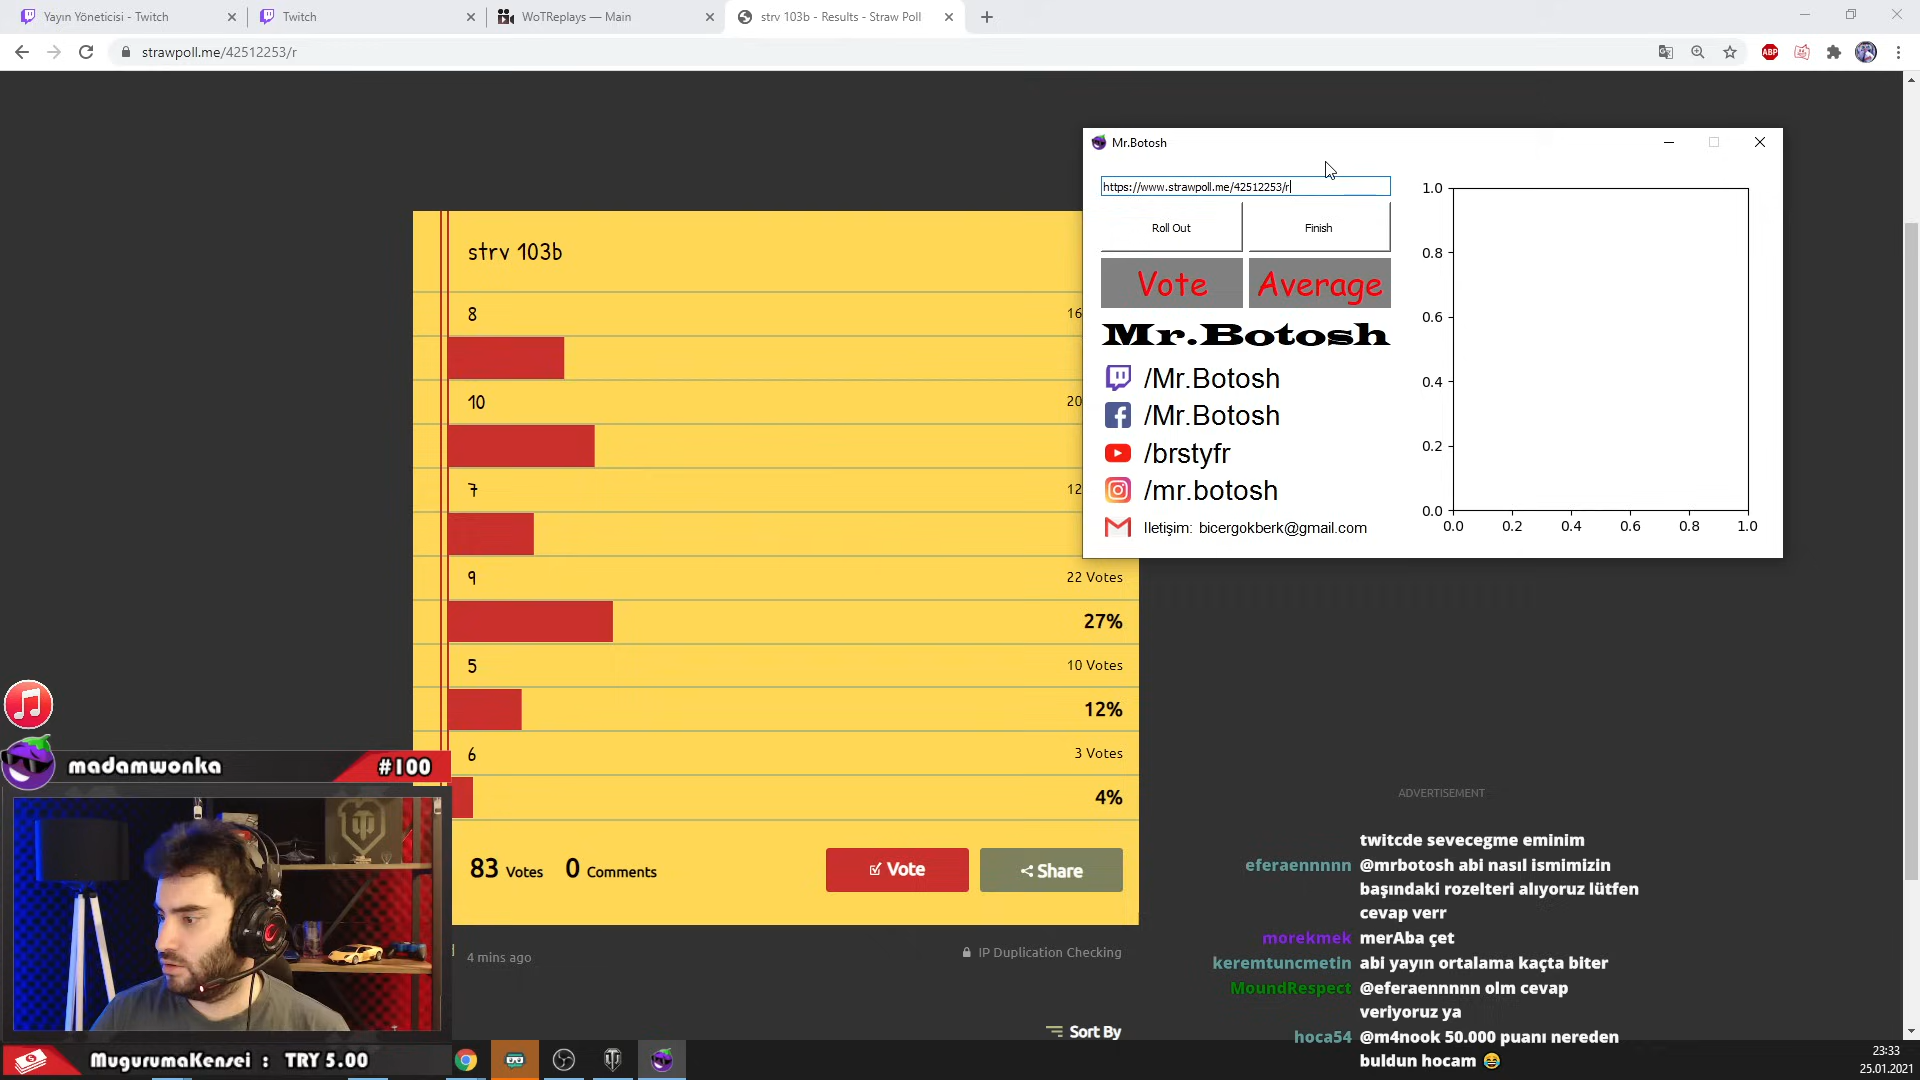 Yayın Yöneticisi - Twitch
Twitch
WoTReplays — Main
strv 103b - Results - Straw Poll
strawpoll.me/42512253/r
ABP
Mr.Botosh
https://www.strawpoll.me/42512253/r
Roll Out
Finish
Vote
Average
Mr.Botosh
/Mr.Botosh
/Mr.Botosh
/brstyfr
/mr.botosh
Iletişim: bicergokberk@gmail.com
1.0
0.8
0.6
0.4
0.2
0.0
0.0 0.2 0.4 0.6 0.8 1.0
strv 103b
8
16
10
20
7
12
9
22 Votes
27%
5
10 Votes
12%
6
3 Votes
4%
83 Votes
0 Comments
Vote
Share
4 mins ago
IP Duplication Checking
Sort By
ADVERTISEMENT
twitcde sevecegme eminim
eferaennnnn @mrbotosh abi nasıl ismimizin
başındaki rozelteri alıyoruz lütfen
cevap verr
morekmek merAba çet
keremtuncmetin abi yayın ortalama kaçta biter
MoundRespect @eferaennnnn olm cevap
veriyoruz ya
hoca54 @m4nook 50.000 puanı nereden
buldun hocam
madamwonka
#100
MugurumaKensei : TRY 5.00
23:33
25.01.2021